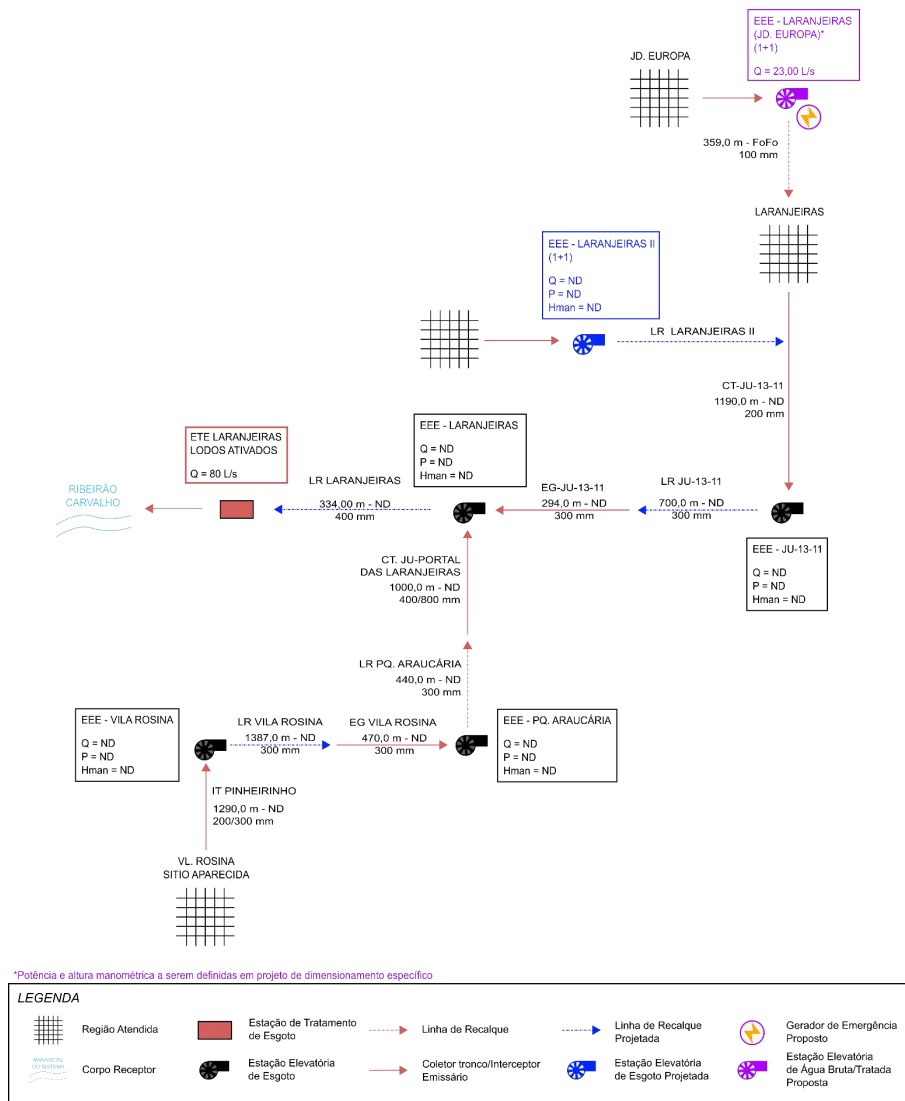 EEE - LARANJEIRAS
(JD. EUROPA)*
(1+1)
Q = 23,00 L/s
JD. EUROPA
359,0 m - FoFo
100 mm
LARANJEIRAS
EEE - LARANJEIRAS II
(1+1)
Q = ND
P = ND
Hman = ND
LR LARANJEIRAS II
CT-JU-13-11
1190,0 m - ND
200 mm
EEE - LARANJEIRAS
Q = ND
P = ND
Hman = ND
ETE LARANJEIRAS
LODOS ATIVADOS
Q = 80 L/s
RIBEIRÃO
CARVALHO
LR LARANJEIRAS
334,00 m - ND
400 mm
EG-JU-13-11
294,0 m - ND
300 mm
LR JU-13-11
700,0 m - ND
300 mm
EEE - JU-13-11
Q = ND
P = ND
Hman = ND
CT. JU-PORTAL
DAS LARANJEIRAS
1000,0 m - ND
400/800 mm
LR PQ. ARAUCÁRIA
440,0 m - ND
300 mm
EEE - VILA ROSINA
Q = ND
P = ND
Hman = ND
LR VILA ROSINA
1387,0 m - ND
300 mm
EG VILA ROSINA
470,0 m - ND
300 mm
EEE - PQ. ARAUCÁRIA
Q = ND
P = ND
Hman = ND
IT PINHEIRINHO
1290,0 m - ND
200/300 mm
VL. ROSINA
SITIO APARECIDA
*Potência e altura manométrica a serem definidas em projeto de dimensionamento específico
LEGENDA
Região Atendida
Estação de Tratamento
de Esgoto
Linha de Recalque
Linha de Recalque
Projetada
Gerador de Emergência
Proposto
MANANCIAL
DO SISTEMA
Corpo Receptor
Estação Elevatória
de Esgoto
Coletor tronco/Interceptor
Emissário
Estação Elevatória
de Esgoto Projetada
Estação Elevatória
de Água Bruta/Tratada
Proposta